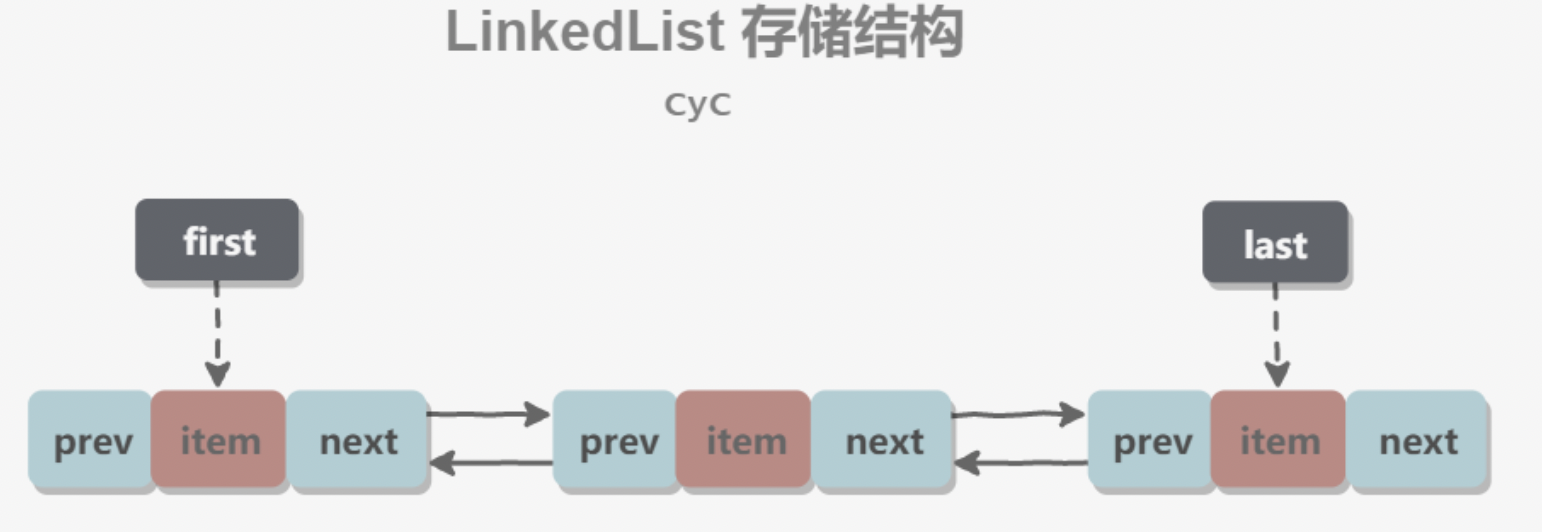 LinkedList 存储结构
CyC
first
last
prev item next prev item next prev item next